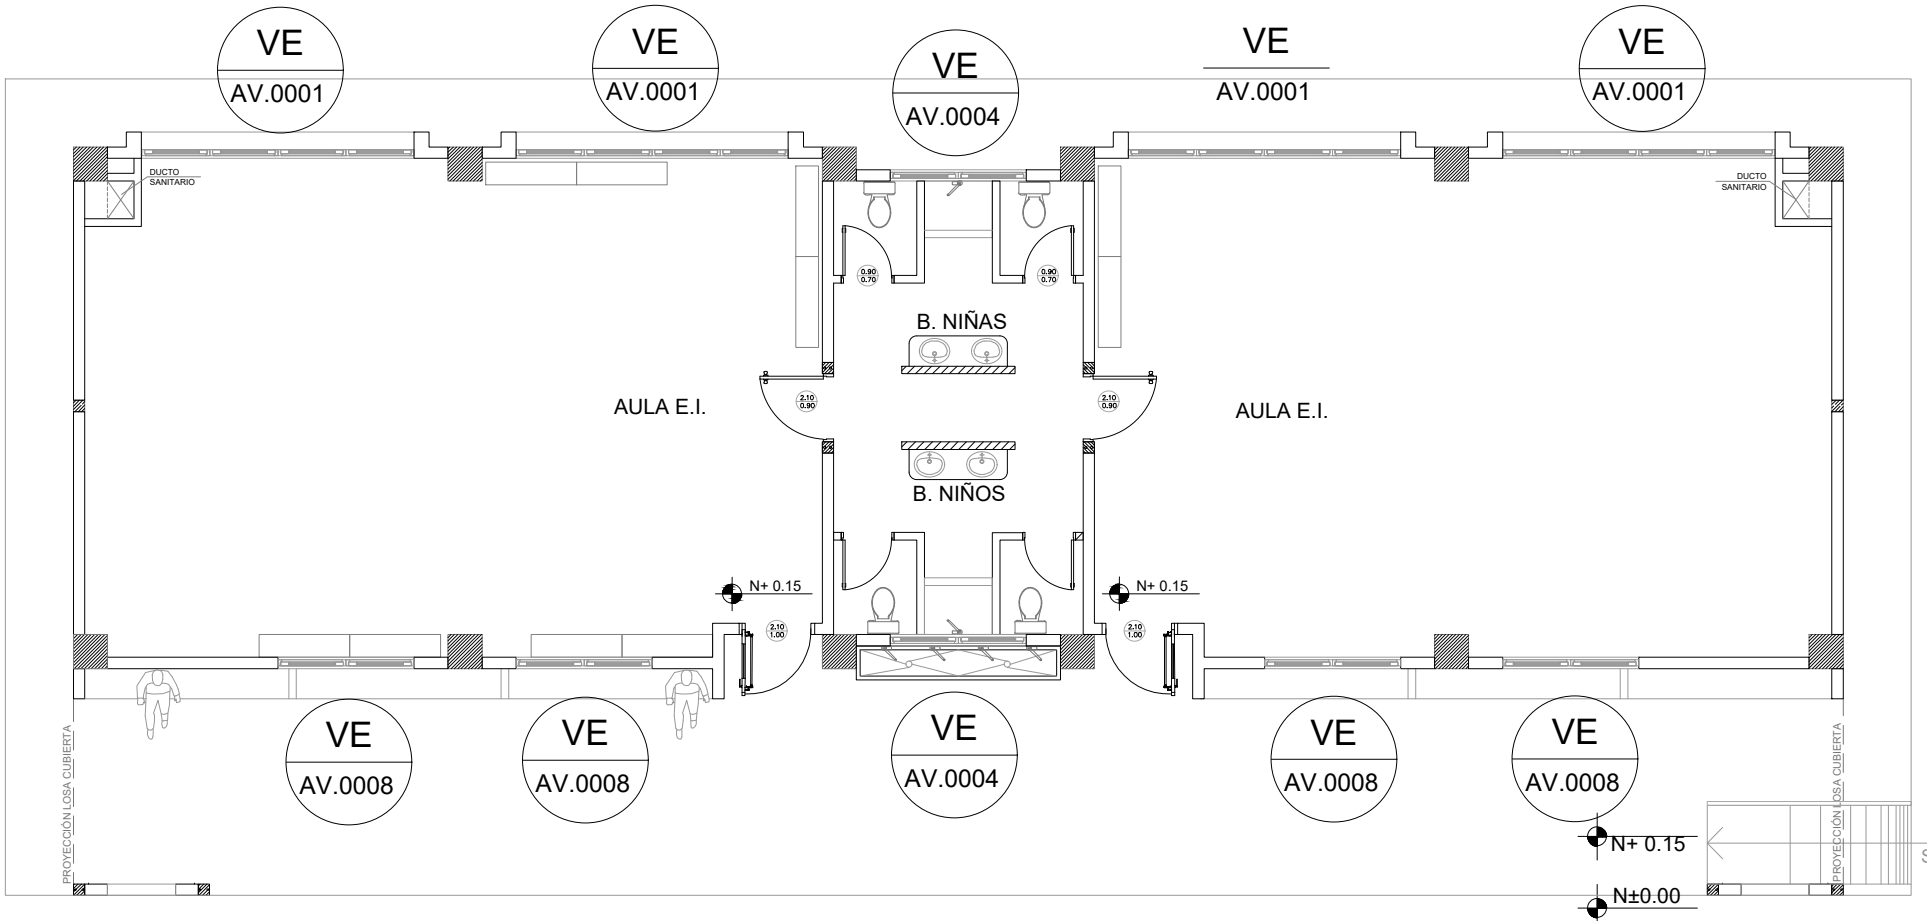 VE
AV.0001
VE
AV.0001
VE
AV.0004
VE
AV.0001
VE
AV.0001
DUCTO
SANITARIO
DUCTO
SANITARIO
0.90
0.70
0.90
0.70
B. NIÑAS
2.10
0.90
2.10
0.90
AULA E.I.
AULA E.I.
B. NIÑOS
N+ 0.15
N+ 0.15
2.10
1.00
2.10
1.00
VE
AV.0008
VE
AV.0008
VE
AV.0004
VE
AV.0008
VE
AV.0008
PROYECCIÓN LOSA CUBIERTA
PROYECCIÓN LOSA CUBIERTA
N+ 0.15
S
N±0.00